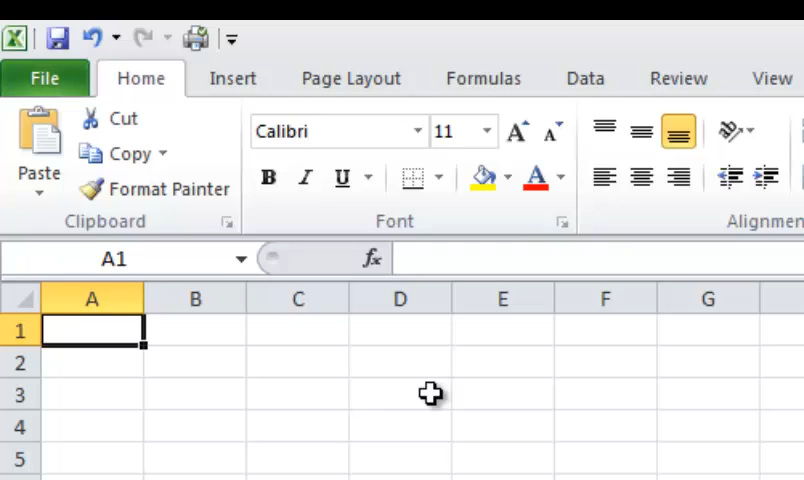 File Home Insert Page Layout Formulas Data Review View
Cut
Calibri 11
Copy
Paste
B I U A
Format Painter
Clipboard Font Alignmen
A1 fx
A B C D E F G
1
2
3
4
5